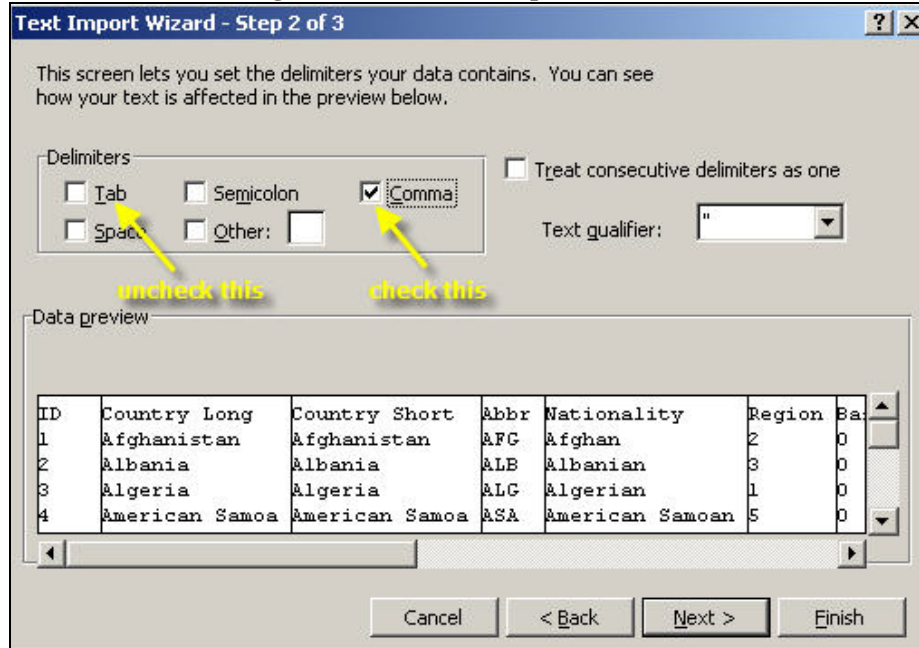 Text Import Wizard - Step 2 of 3
This screen lets you set the delimiters your data contains. You can see
how your text is affected in the preview below.
Delimiters
Tab Semicolon Comma
Space Other:
Treat consecutive delimiters as one
Text qualifier: "
uncheck this check this
Data preview
ID Country Long Country Short Abbr Nationality Region Ba
1 Afghanistan Afghanistan AFG Afghan 2 0
2 Albania Albania ALB Albanian 3 0
3 Algeria Algeria ALG Algerian 1 0
4 American Samoa American Samoa ASA American Samoan 5 0
Cancel < Back Next > Finish